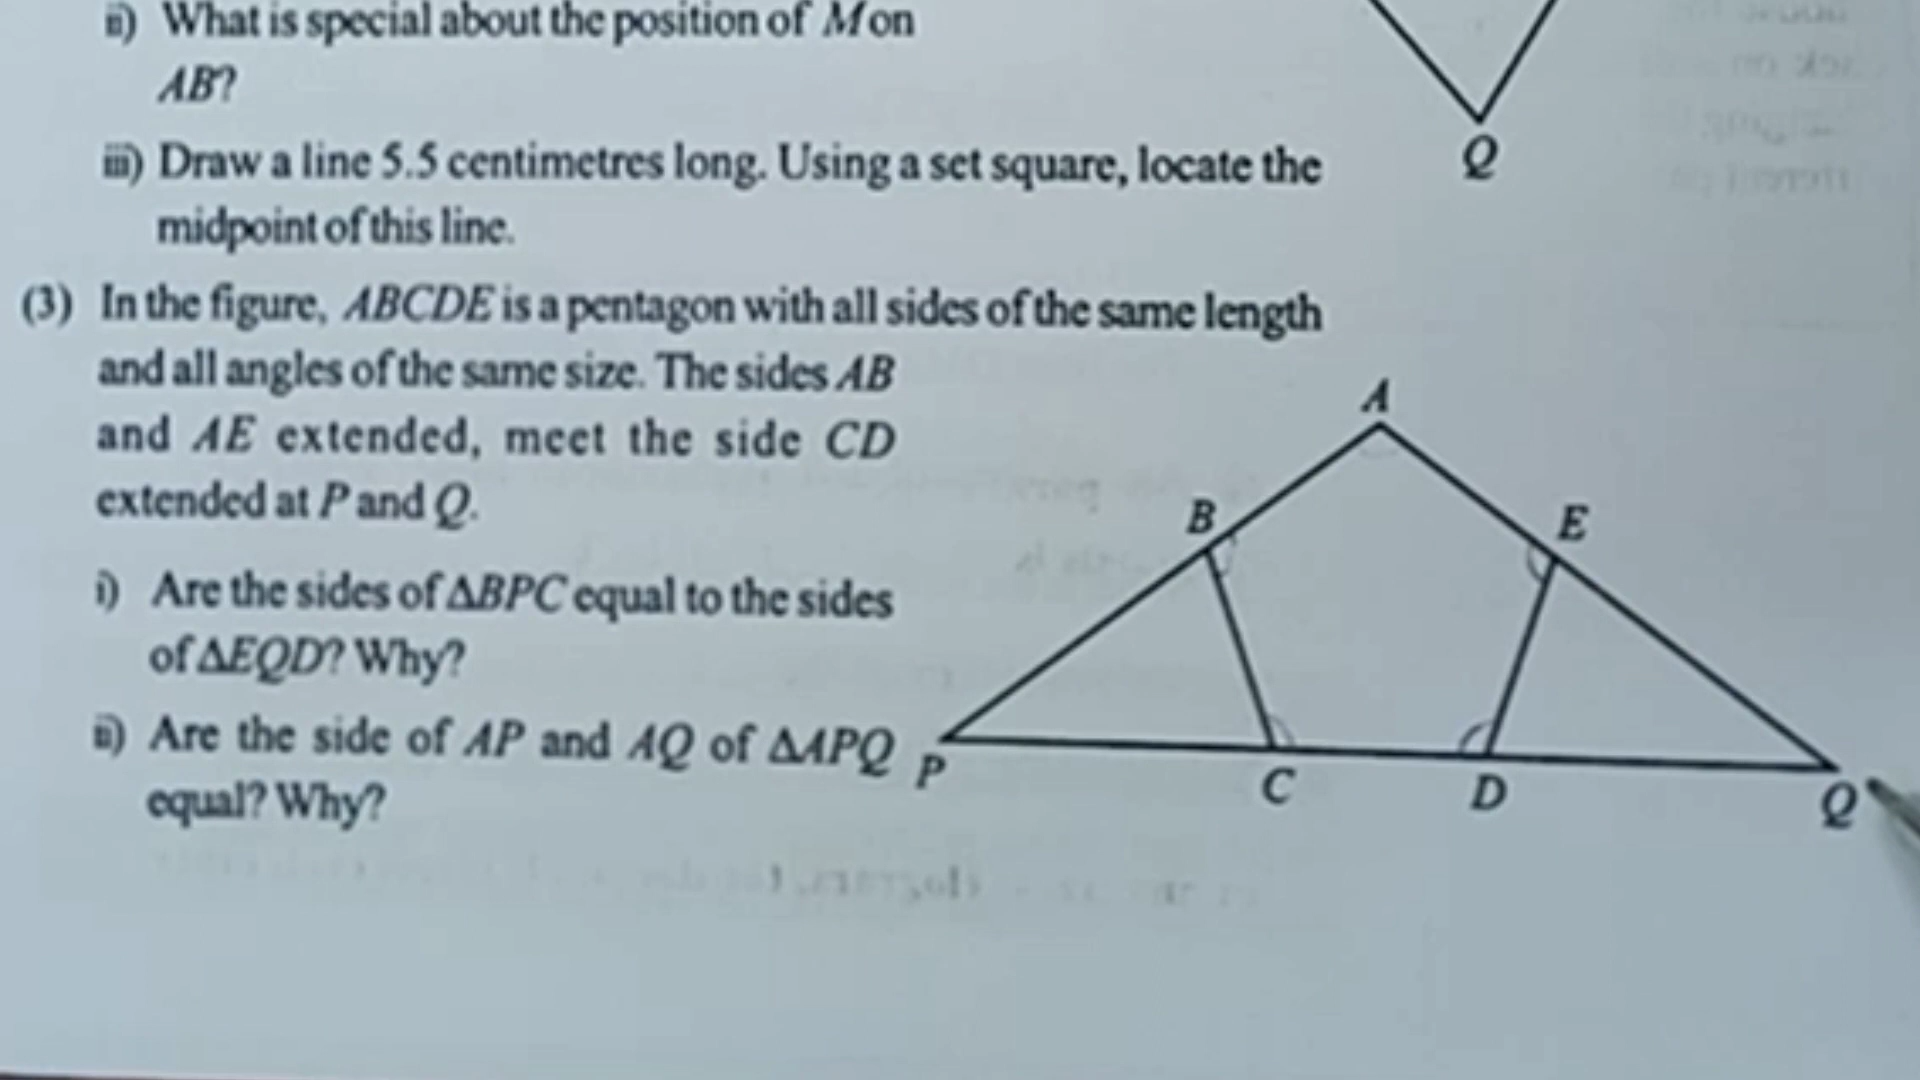 ii) What is special about the position of M on
AB?
Q
iii) Draw a line 5.5 centimetres long. Using a set square, locate the
midpoint of this line.
(3) In the figure, ABCDE is a pentagon with all sides of the same length
and all angles of the same size. The sides AB
and AE extended, meet the side CD
extended at P and Q.
A
B
E
i) Are the sides of ΔBPC equal to the sides
of ΔEQD? Why?
ii) Are the side of AP and AQ of ΔAPQ
equal? Why?
P
C
D
Q